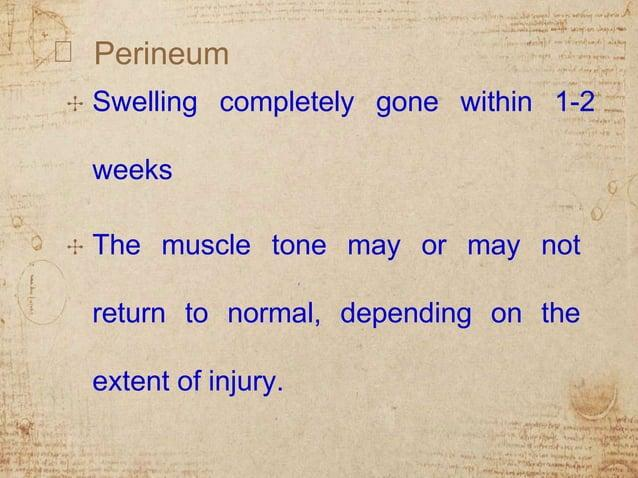 Perineum
Swelling completely gone within 1-2
weeks
The muscle tone may or may not
return to normal, depending on the
extent of injury.